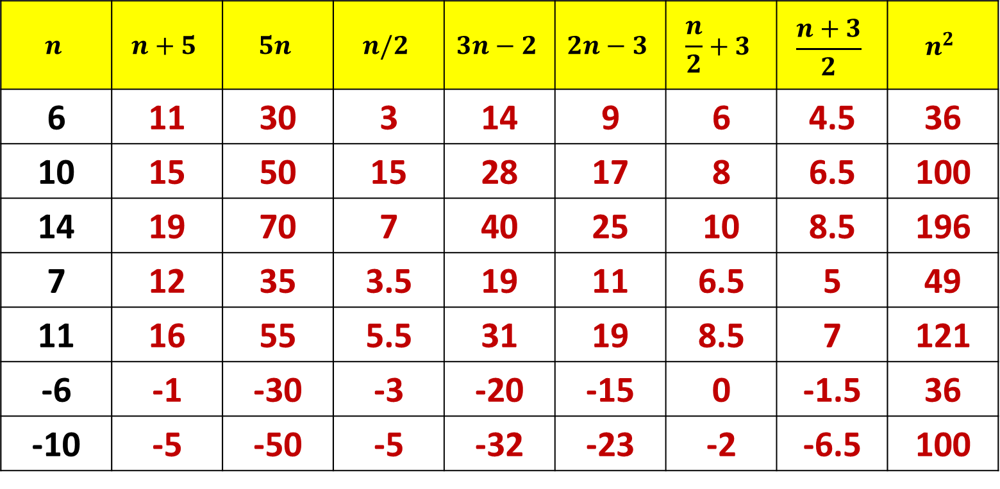 n n + 5 5n n/2 3n − 2 2n − 3 n/2 + 3 (n + 3)/2 n²
6 11 30 3 14 9 6 4.5 36
10 15 50 15 28 17 8 6.5 100
14 19 70 7 40 25 10 8.5 196
7 12 35 3.5 19 11 6.5 5 49
11 16 55 5.5 31 19 8.5 7 121
-6 -1 -30 -3 -20 -15 0 -1.5 36
-10 -5 -50 -5 -32 -23 -2 -6.5 100